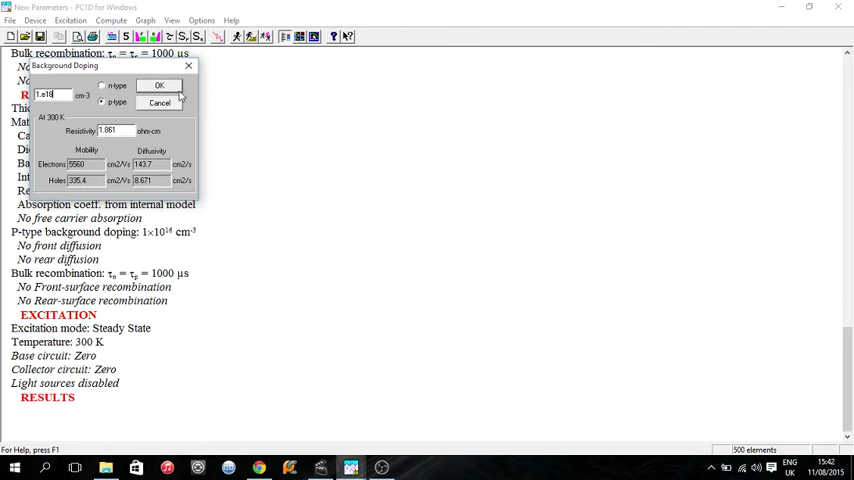 New Parameters - PC1D for Windows
File Device Excitation Compute Graph View Options Help
Bulk recombination: τn = τp = 1000 µs
Background Doping
1.e18 cm-3
n-type
p-type
OK
Cancel
At 300 K
Resistivity 1.861 ohm-cm
Mobility Diffusivity
Electrons 5560 cm2/Vs 143.7 cm2/s
Holes 335.4 cm2/Vs 8.671 cm2/s
Absorption coeff. from internal model
No free carrier absorption
P-type background doping: 1×10¹⁶ cm⁻³
No front diffusion
No rear diffusion
Bulk recombination: τn = τp = 1000 µs
No Front-surface recombination
No Rear-surface recombination
EXCITATION
Excitation mode: Steady State
Temperature: 300 K
Base circuit: Zero
Collector circuit: Zero
Light sources disabled
RESULTS
For Help, press F1
500 elements
ENG
UK
15:42
11/08/2015